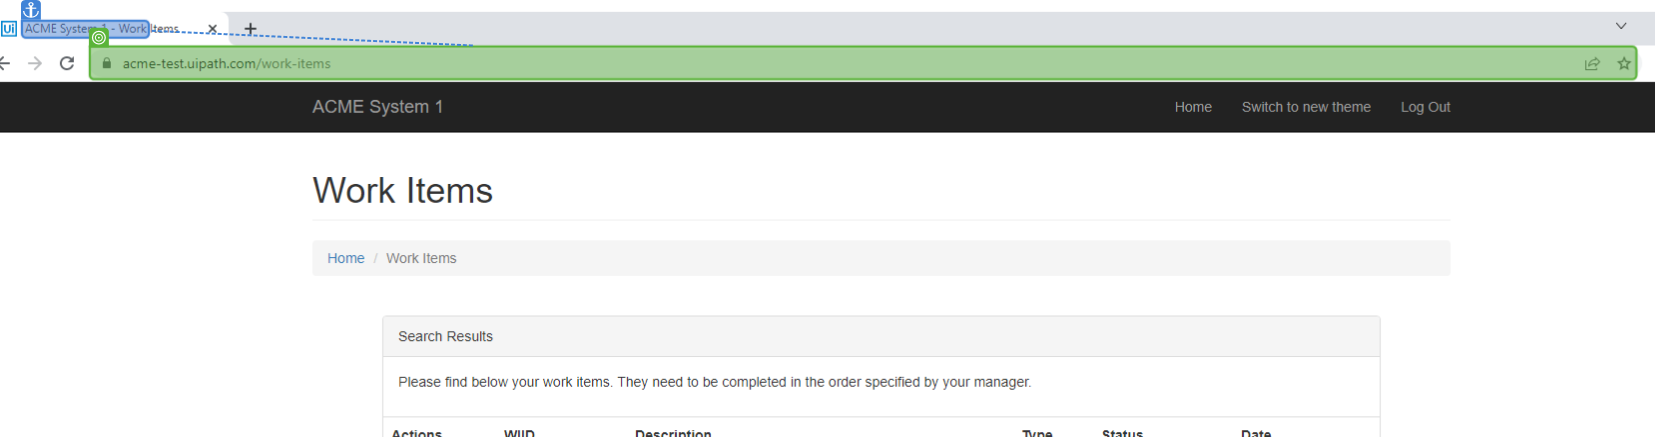 Ui ACME System 1 - Work Items
acme-test.uipath.com/work-items
ACME System 1 Home Switch to new theme Log Out
Work Items
Home / Work Items
Search Results
Please find below your work items. They need to be completed in the order specified by your manager.
Actions WIID Description Type Status Date